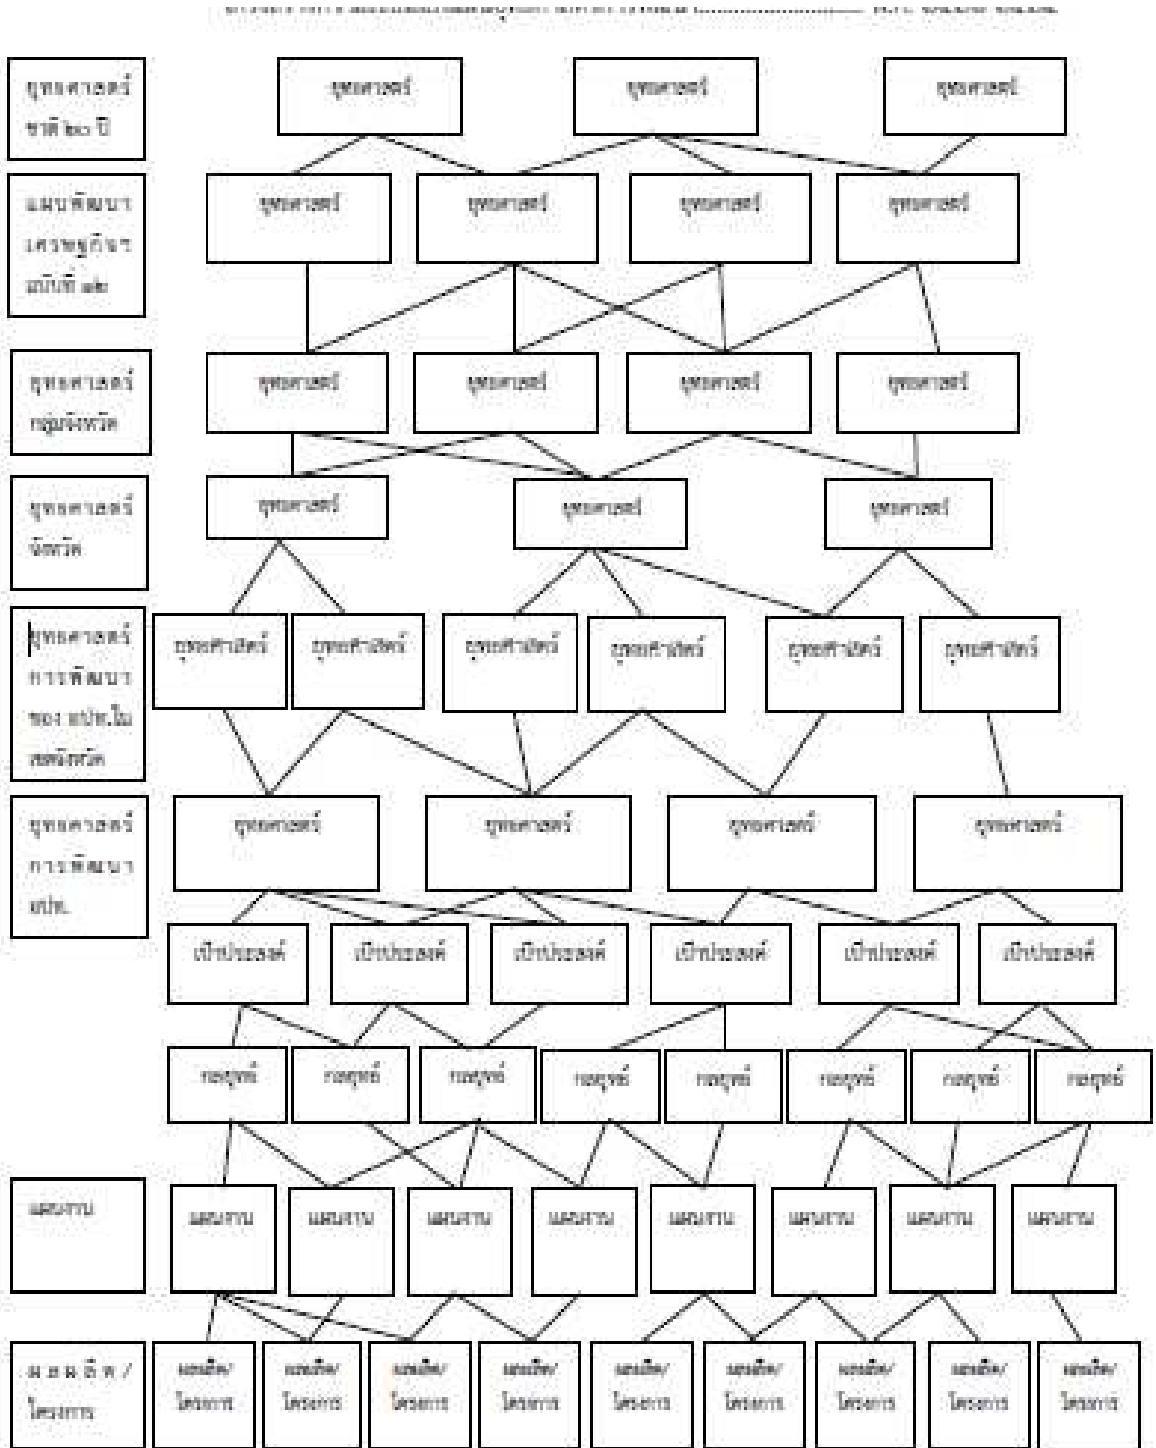 ยุทธศาสตร์
ชาติ ๒๐ ปี
ยุทธศาสตร์ ยุทธศาสตร์ ยุทธศาสตร์
แผนพัฒนา
เศรษฐกิจฯ
ฉบับที่ ๑๒
ยุทธศาสตร์ ยุทธศาสตร์ ยุทธศาสตร์ ยุทธศาสตร์
ยุทธศาสตร์
กลุ่มจังหวัด
ยุทธศาสตร์ ยุทธศาสตร์ ยุทธศาสตร์ ยุทธศาสตร์
ยุทธศาสตร์
จังหวัด
ยุทธศาสตร์ ยุทธศาสตร์ ยุทธศาสตร์
ยุทธศาสตร์
การพัฒนา
ของ อปท.ใน
เขตจังหวัด
ยุทธศาสตร์ ยุทธศาสตร์ ยุทธศาสตร์ ยุทธศาสตร์ ยุทธศาสตร์ ยุทธศาสตร์
ยุทธศาสตร์
การพัฒนา
อปท.
ยุทธศาสตร์ ยุทธศาสตร์ ยุทธศาสตร์ ยุทธศาสตร์
เป้าประสงค์ เป้าประสงค์ เป้าประสงค์ เป้าประสงค์ เป้าประสงค์ เป้าประสงค์
กลยุทธ์ กลยุทธ์ กลยุทธ์ กลยุทธ์ กลยุทธ์ กลยุทธ์ กลยุทธ์ กลยุทธ์
แผนงาน
แผนงาน แผนงาน แผนงาน แผนงาน แผนงาน แผนงาน แผนงาน แผนงาน
ผลผลิต/
โครงการ
ผลผลิต/ ผลผลิต/ ผลผลิต/ ผลผลิต/ ผลผลิต/ ผลผลิต/ ผลผลิต/ ผลผลิต/ ผลผลิต/
โครงการ โครงการ โครงการ โครงการ โครงการ โครงการ โครงการ โครงการ โครงการ